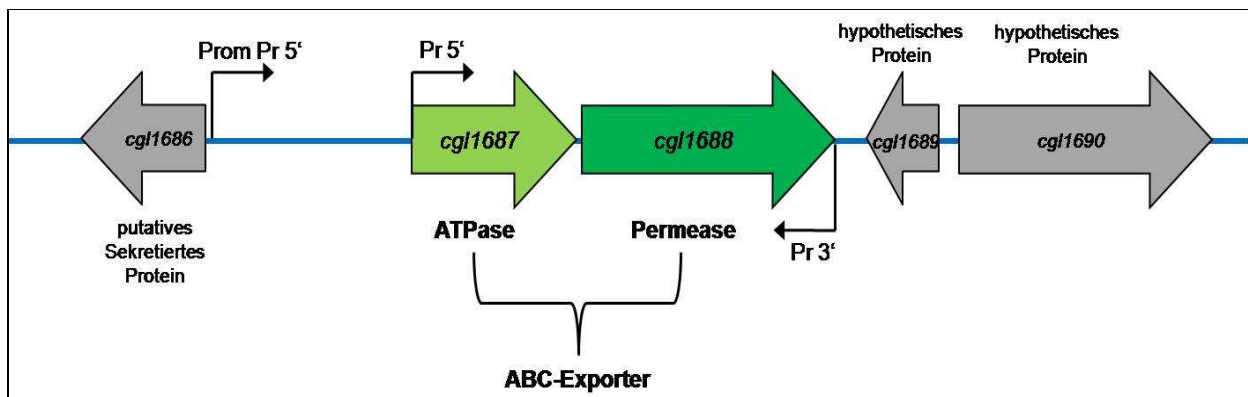 Prom Pr 5‘
Pr 5‘
hypothetisches
Protein
hypothetisches
Protein
cgl1686
cgl1687
cgl1688
cgl1689
cgl1690
putatives
Sekretiertes
Protein
ATPase
Permease
Pr 3‘
ABC-Exporter